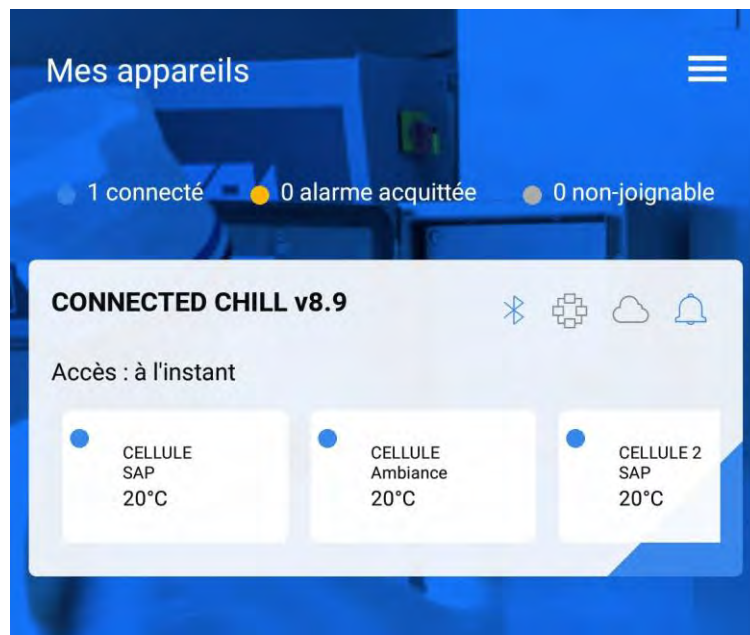 Mes appareils
1 connecté 0 alarme acquittée 0 non-joignable
CONNECTED CHILL v8.9
Accès : à l'instant
CELLULE
SAP
20°C
CELLULE
Ambiance
20°C
CELLULE 2
SAP
20°C